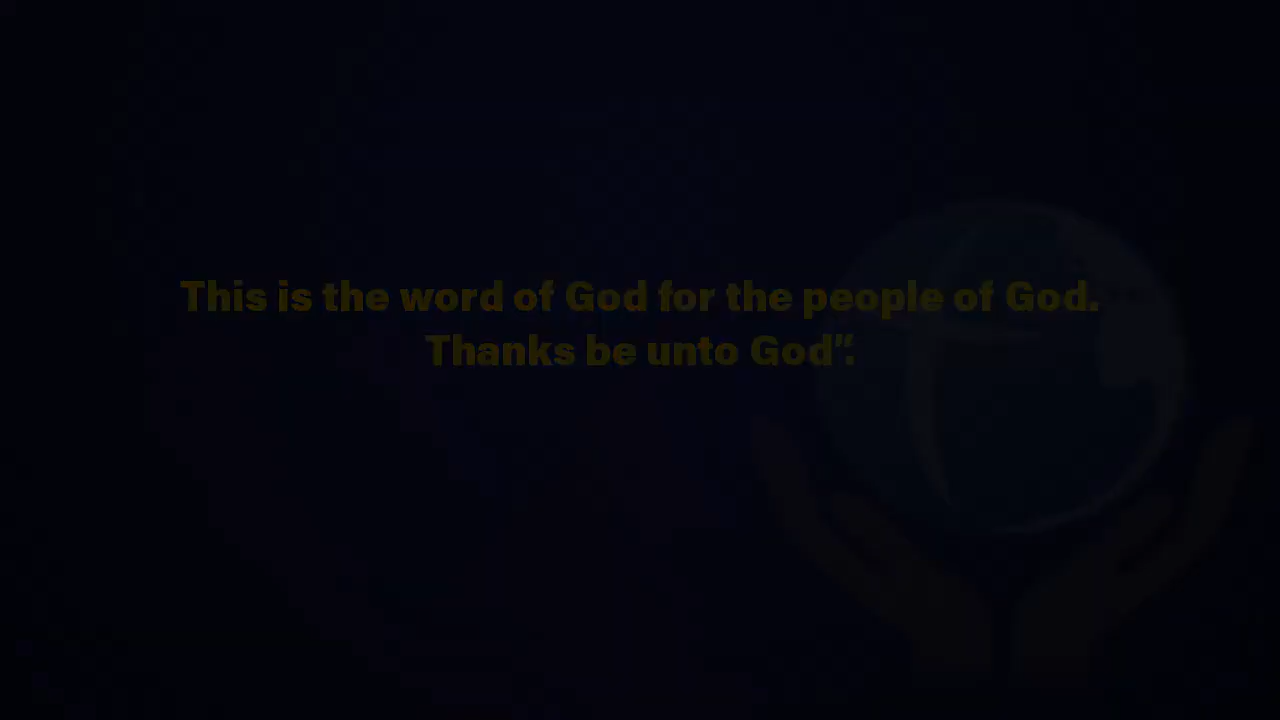 This is the word of God for the people of God.
Thanks be unto God”.